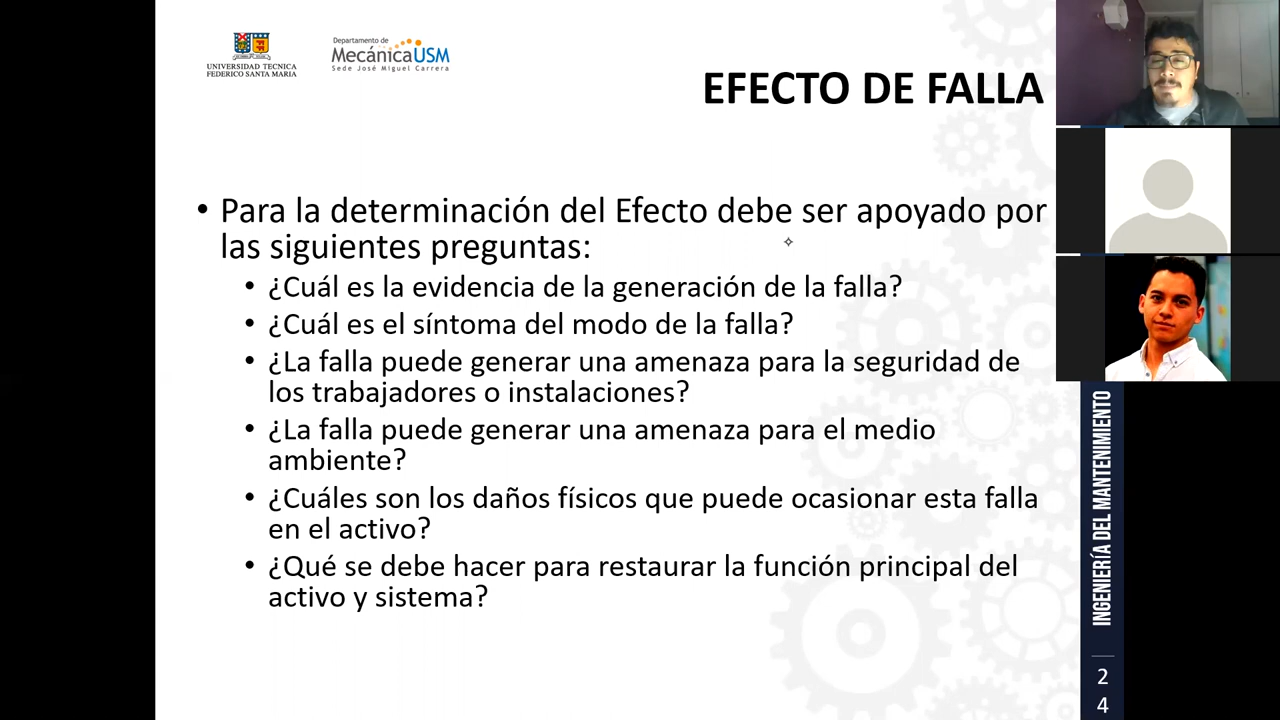 UNIVERSIDAD TECNICA
FEDERICO SANTA MARIA
Departamento de
MecánicaUSM
Sede José Miguel Carrera
EFECTO DE FALLA
• Para la determinación del Efecto debe ser apoyado por
las siguientes preguntas:
• ¿Cuál es la evidencia de la generación de la falla?
• ¿Cuál es el síntoma del modo de la falla?
• ¿La falla puede generar una amenaza para la seguridad de
los trabajadores o instalaciones?
• ¿La falla puede generar una amenaza para el medio
ambiente?
• ¿Cuáles son los daños físicos que puede ocasionar esta falla
en el activo?
• ¿Qué se debe hacer para restaurar la función principal del
activo y sistema?
INGENIERÍA DEL MANTENIMIENTO
2
4